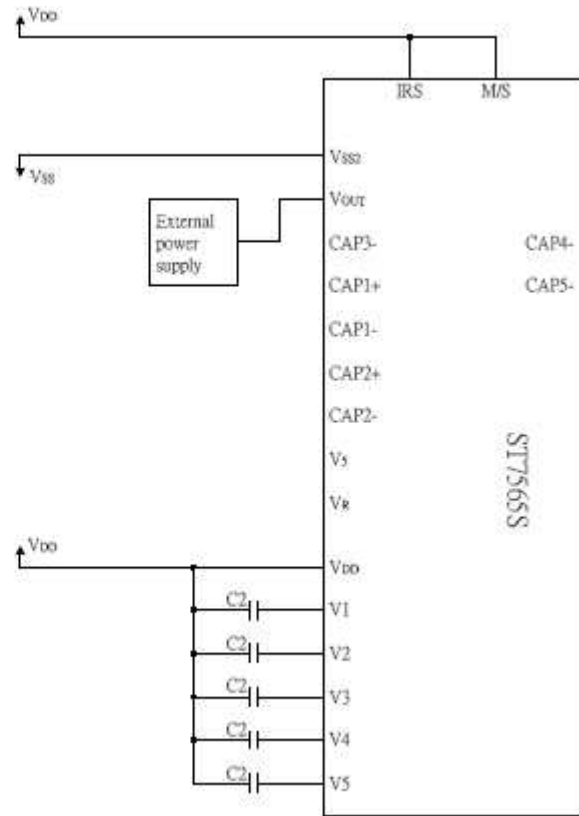 VDD
IRS M/S
VSS2
VSS
VOUT
External
power
supply
CAP3- CAP4-
CAP1+ CAP5-
CAP1-
CAP2+
CAP2-
V5
ST7565S
VR
VDD
VDD
C2 V1
C2 V2
C2 V3
C2 V4
C2 V5